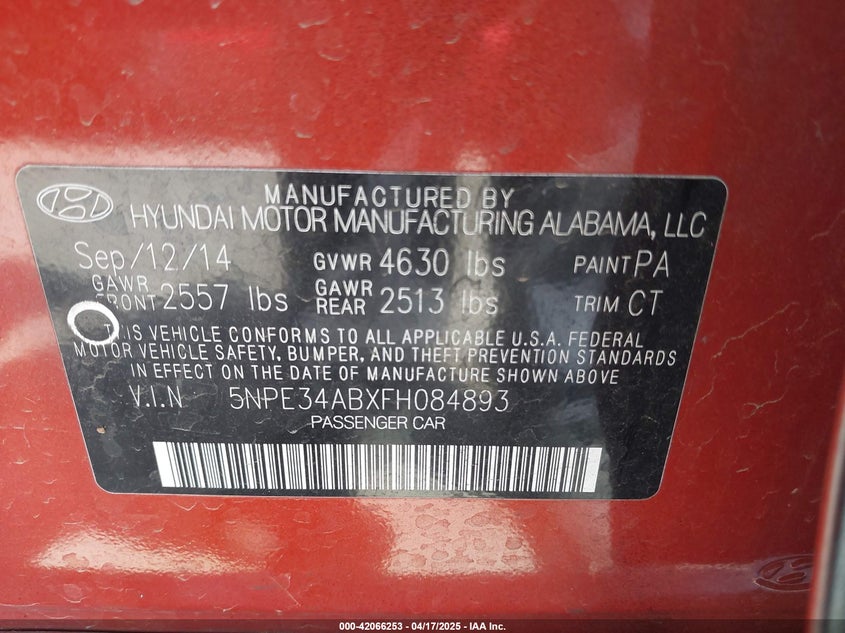 MANUFACTURED BY
HYUNDAI MOTOR MANUFACTURING ALABAMA, LLC
Sep/12/14 GVWR 4630 lbs PAINT PA
GAWR FRONT 2557 lbs GAWR REAR 2513 lbs TRIM CT
THIS VEHICLE CONFORMS TO ALL APPLICABLE U.S.A. FEDERAL
MOTOR VEHICLE SAFETY, BUMPER, AND THEFT PREVENTION STANDARDS
IN EFFECT ON THE DATE OF MANUFACTURE SHOWN ABOVE.
V.I.N 5NPE34ABXFH084893
PASSENGER CAR
000-42066253 - 04/17/2025 - IAA Inc.